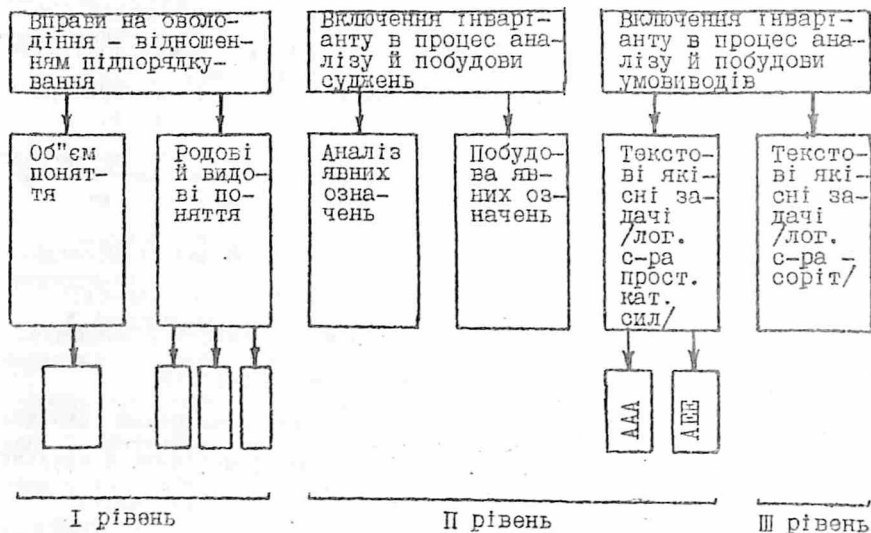 Вправи на оволо-
діння - відношен-
ням підпорядку-
вання
Включення інварі-
анту в процес ана-
лізу й побудови
суджень
Включення інварі-
анту в процес ана-
лізу й побудови
умовиводів
Об"єм
понят-
тя
Родові
й видо-
ві по-
няття
Аналіз
явних
озна-
чень
Побудо-
ва яв-
них оз-
начень
Тексто-
ві які-
сні за-
дачі
/лог.
с-ра
прост.
кат.
сил/
Тексто-
ві які-
сні за-
дачі
/лог.
с-ра -
соріт/
ААА
АЕЕ
I рівень
П рівень
Ш рівень